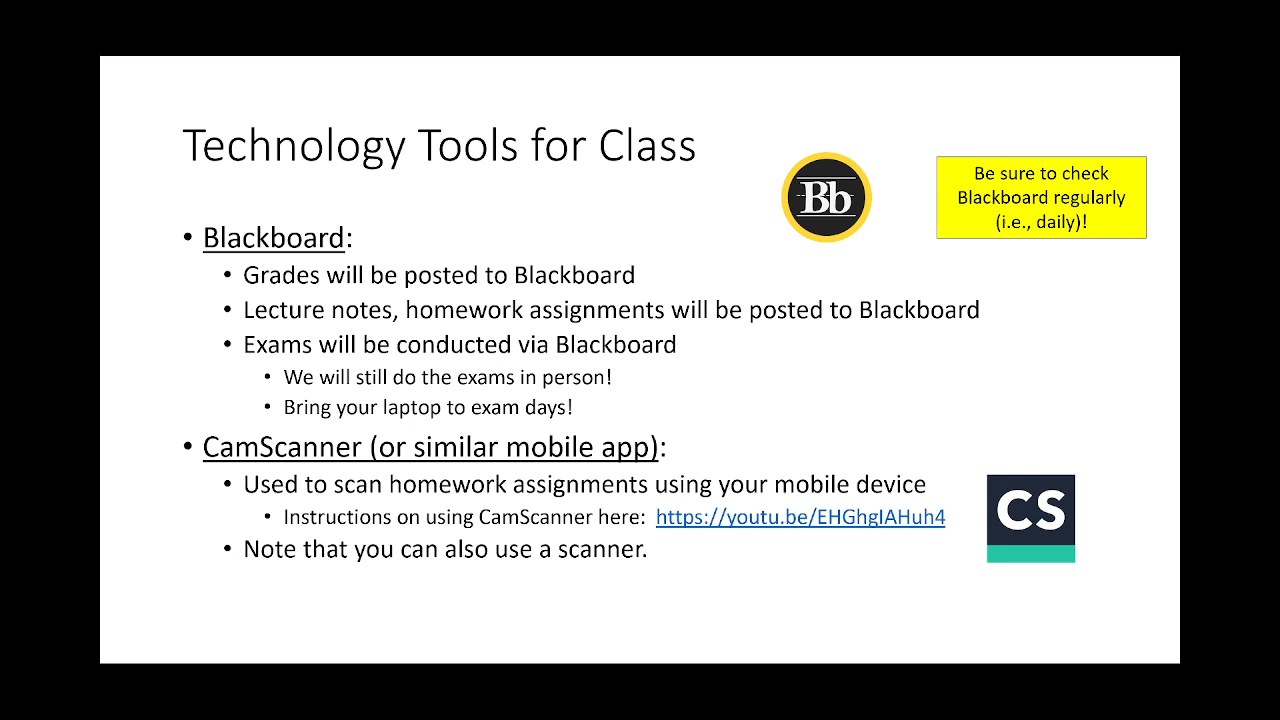 Technology Tools for Class
Bb
Be sure to check
Blackboard regularly
(i.e., daily)!
• Blackboard:
• Grades will be posted to Blackboard
• Lecture notes, homework assignments will be posted to Blackboard
• Exams will be conducted via Blackboard
• We will still do the exams in person!
• Bring your laptop to exam days!
• CamScanner (or similar mobile app):
• Used to scan homework assignments using your mobile device
• Instructions on using CamScanner here: https://youtu.be/EHGhgIAHuh4
• Note that you can also use a scanner.
CS